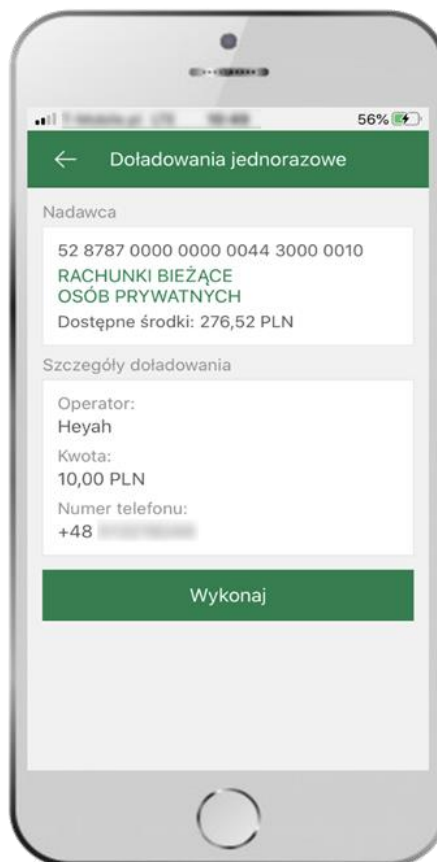 56%
Doładowania jednorazowe
Nadawca
52 8787 0000 0000 0044 3000 0010
RACHUNKI BIEŻĄCE
OSÓB PRYWATNYCH
Dostępne środki: 276,52 PLN
Szczegóły doładowania
Operator:
Heyah
Kwota:
10,00 PLN
Numer telefonu:
+48
Wykonaj